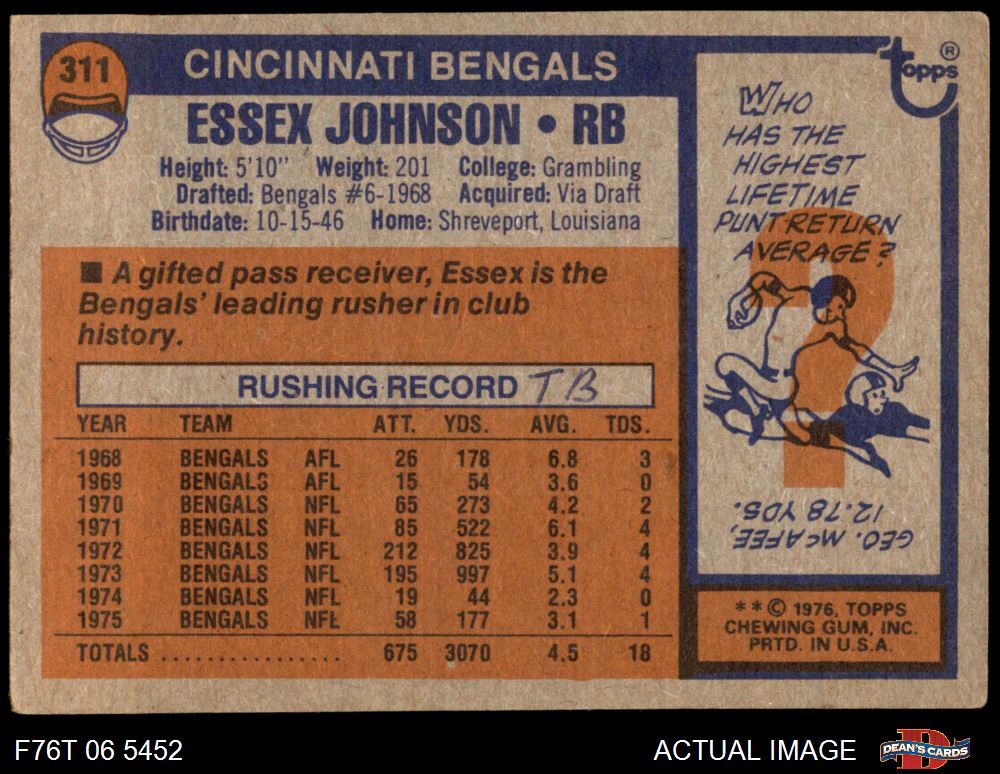 311
CINCINNATI BENGALS
ESSEX JOHNSON • RB
Height: 5'10" Weight: 201 College: Grambling
Drafted: Bengals #6-1968 Acquired: Via Draft
Birthdate: 10-15-46 Home: Shreveport, Louisiana
■ A gifted pass receiver, Essex is the
Bengals' leading rusher in club
history.
RUSHING RECORD TB
YEAR TEAM ATT. YDS. AVG. TDS.
1968 BENGALS AFL 26 178 6.8 3
1969 BENGALS AFL 15 54 3.6 0
1970 BENGALS NFL 65 273 4.2 2
1971 BENGALS NFL 85 522 6.1 4
1972 BENGALS NFL 212 825 3.9 4
1973 BENGALS NFL 195 997 5.1 4
1974 BENGALS NFL 19 44 2.3 0
1975 BENGALS NFL 58 177 3.1 1
TOTALS ................. 675 3070 4.5 18
topps ®
WHO
HAS THE
HIGHEST
LIFETIME
PUNT RETURN
AVERAGE?
?
GEO. McAFEE,
12.78 YDS.
**© 1976, TOPPS
CHEWING GUM, INC.
PRTD. IN U.S.A.
F76T 06 5452
ACTUAL IMAGE
D
DEAN'S CARDS